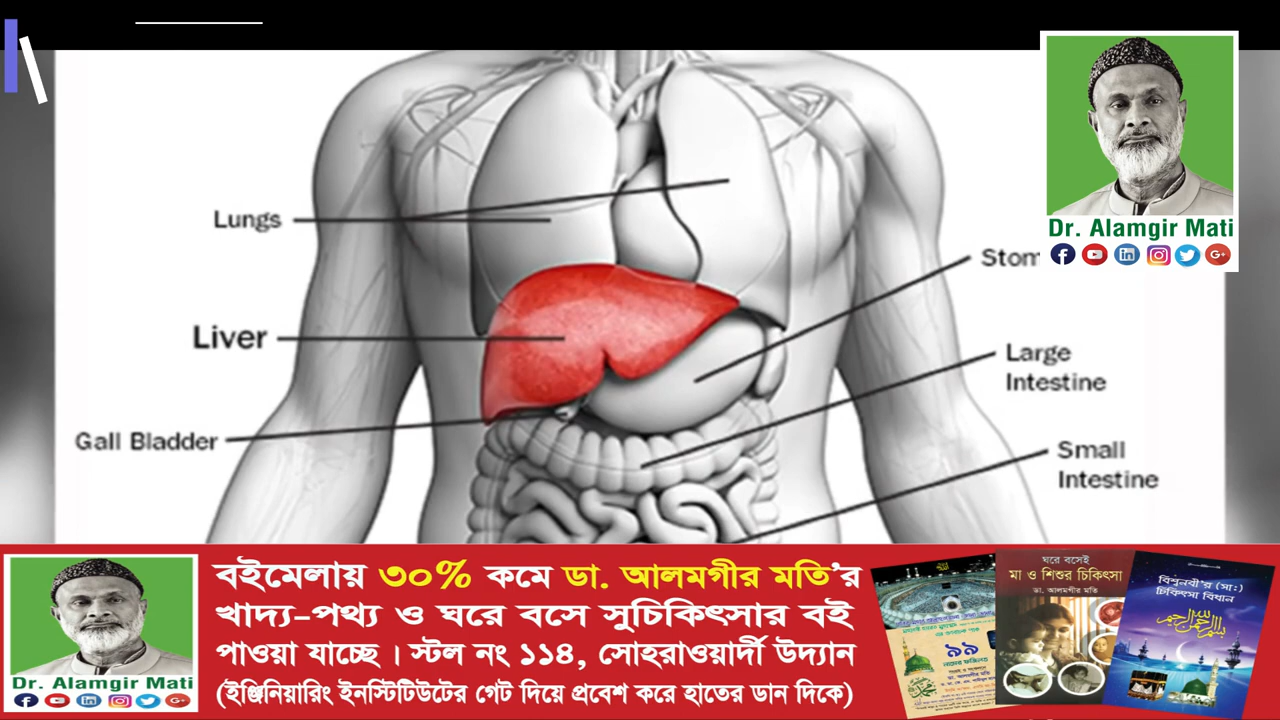 Lungs
Liver
Gall Bladder
Dr. Alamgir Mati
Stom
Large
Intestine
Small
Intestine
বইমেলায় ৩০% কমে ডা. আলমগীর মতি'র
খাদ্য-পথ্য ও ঘরে বসে সুচিকিৎসার বই
পাওয়া যাচ্ছে। স্টল নং ১১৪, সোহরাওয়ার্দী উদ্যান
(ইঞ্জিনিয়ারিং ইনস্টিটিউটের গেট দিয়ে প্রবেশ করে হাতের ডান দিকে)
Dr. Alamgir Mati
৯৯
ঘরে বসেই
মা ও শিশুর চিকিৎসা
ডা. আলমগীর মতি
বিশ্বনবী'র (সা:)
চিকিৎসা বিধান